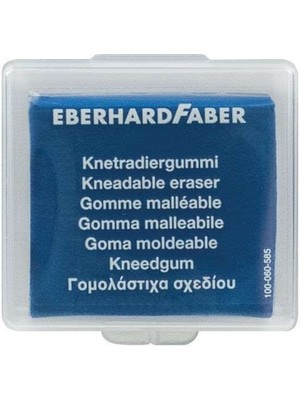 EBERHARDFABER
Knetradiergummi
Kneadable eraser
Gomme malléable
Gomma malleabile
Goma moldeable
Kneedgum
Γομολάστιχα σχεδίου
100-060-585